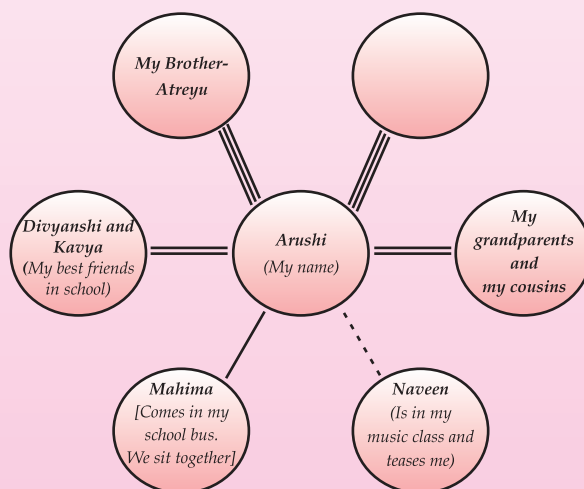 My Brother-
Atreyu
Divyanshi and
Kavya
(My best friends
in school)
Arushi
(My name)
My
grandparents
and
my cousins
Mahima
[Comes in my
school bus.
We sit together]
Naveen
(Is in my
music class and
teases me)